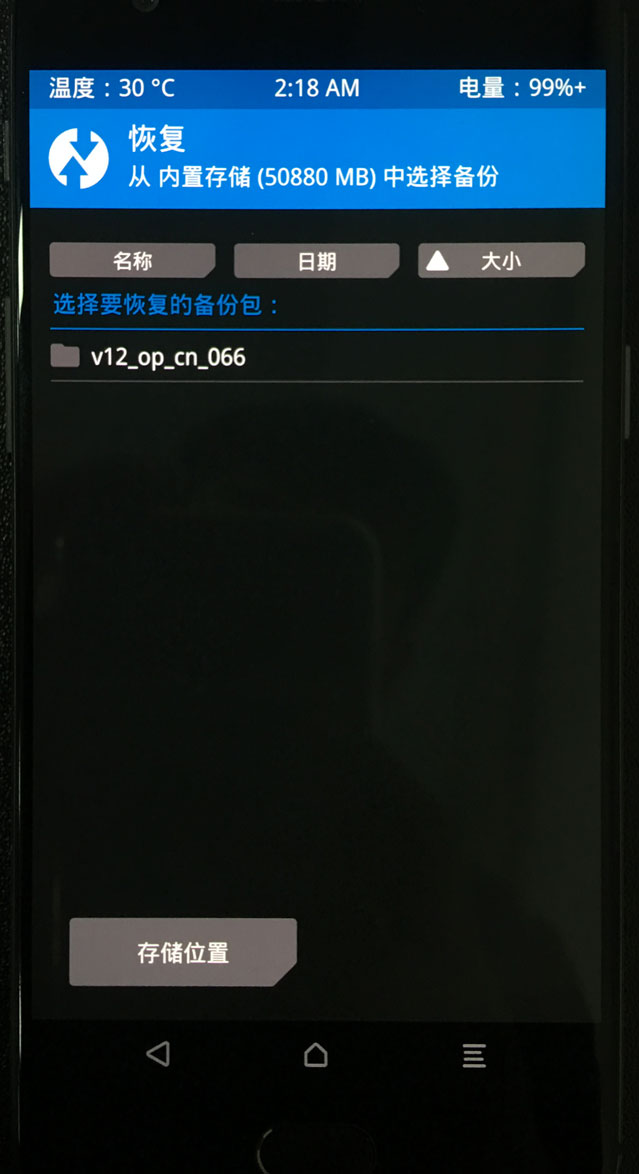 温度：30 °C 2:18 AM 电量：99%+
恢复
从 内置存储 (50880 MB) 中选择备份
名称 日期 大小
选择要恢复的备份包：
v12_op_cn_066
存储位置